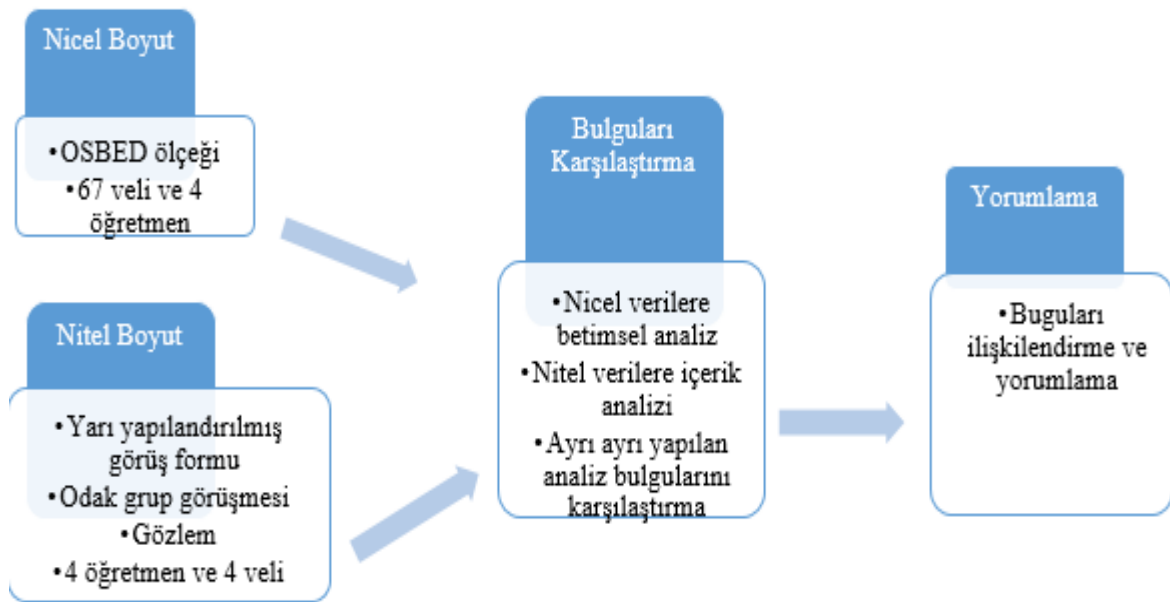 Nicel Boyut
•OSBED ölçeği
•67 veli ve 4
öğretmen
Nitel Boyut
•Yarı yapılandırılmış
görüş formu
•Odak grup görüşmesi
•Gözlem
•4 öğretmen ve 4 veli
Bulguları
Karşılaştırma
•Nicel verilere
betimsel analiz
•Nitel verilere içerik
analizi
•Ayrı ayrı yapılan
analiz bulgularını
karşılaştırma
Yorumlama
•Buguları
ilişkilendirme ve
yorumlama